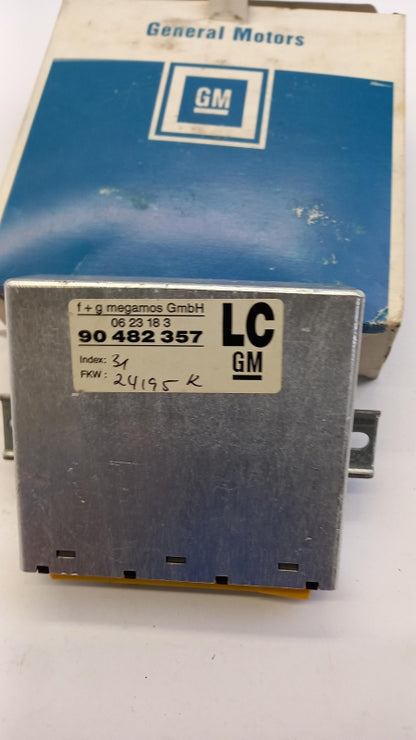 General Motors
GM
f + g megamos GmbH
06 23 18 3
90 482 357
LC
GM
Index: 31
FKW: 24195 K